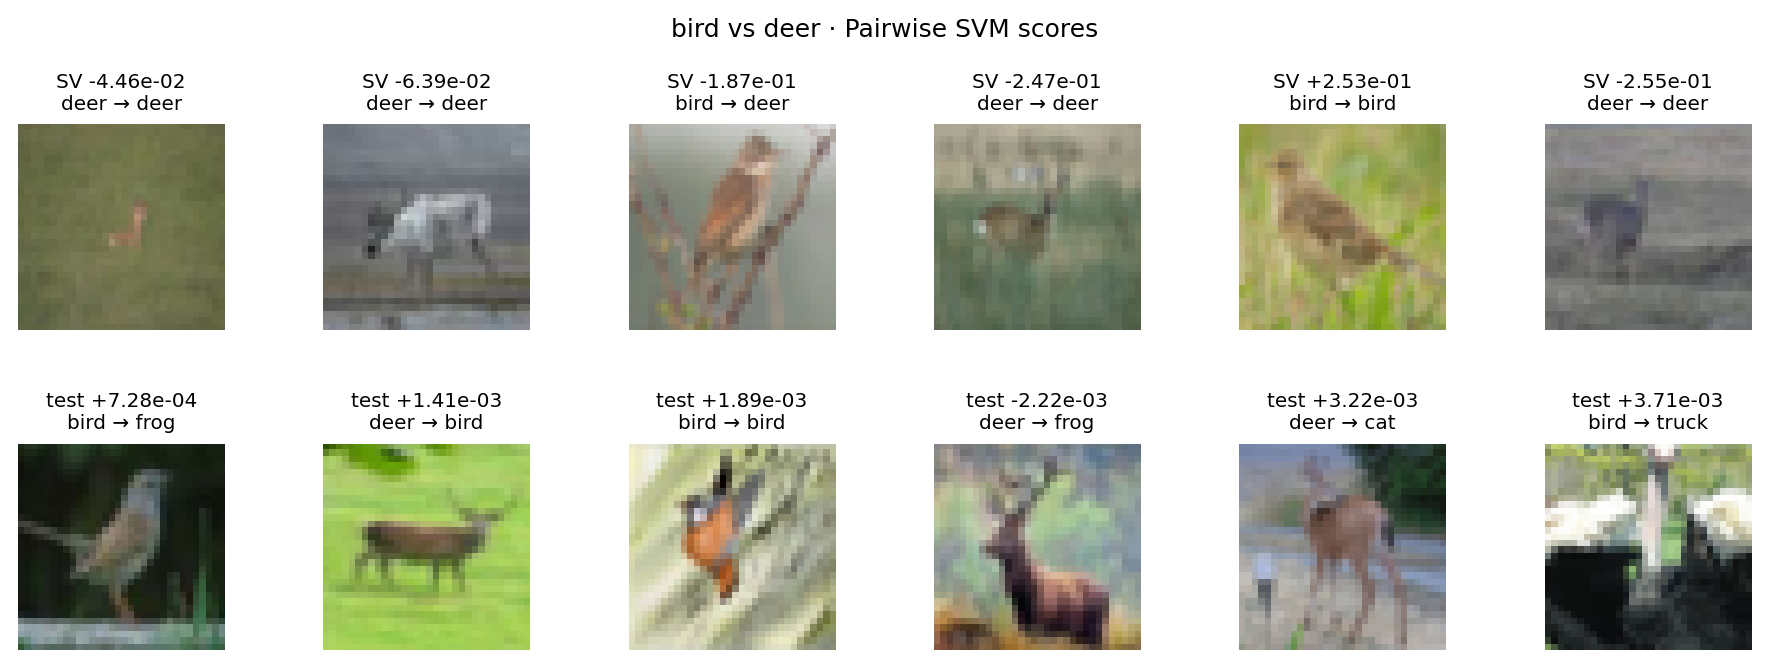 bird vs deer · Pairwise SVM scores
SV -4.46e-02
deer → deer
SV -6.39e-02
deer → deer
SV -1.87e-01
bird → deer
SV -2.47e-01
deer → deer
SV +2.53e-01
bird → bird
SV -2.55e-01
deer → deer
test +7.28e-04
bird → frog
test +1.41e-03
deer → bird
test +1.89e-03
bird → bird
test -2.22e-03
deer → frog
test +3.22e-03
deer → cat
test +3.71e-03
bird → truck